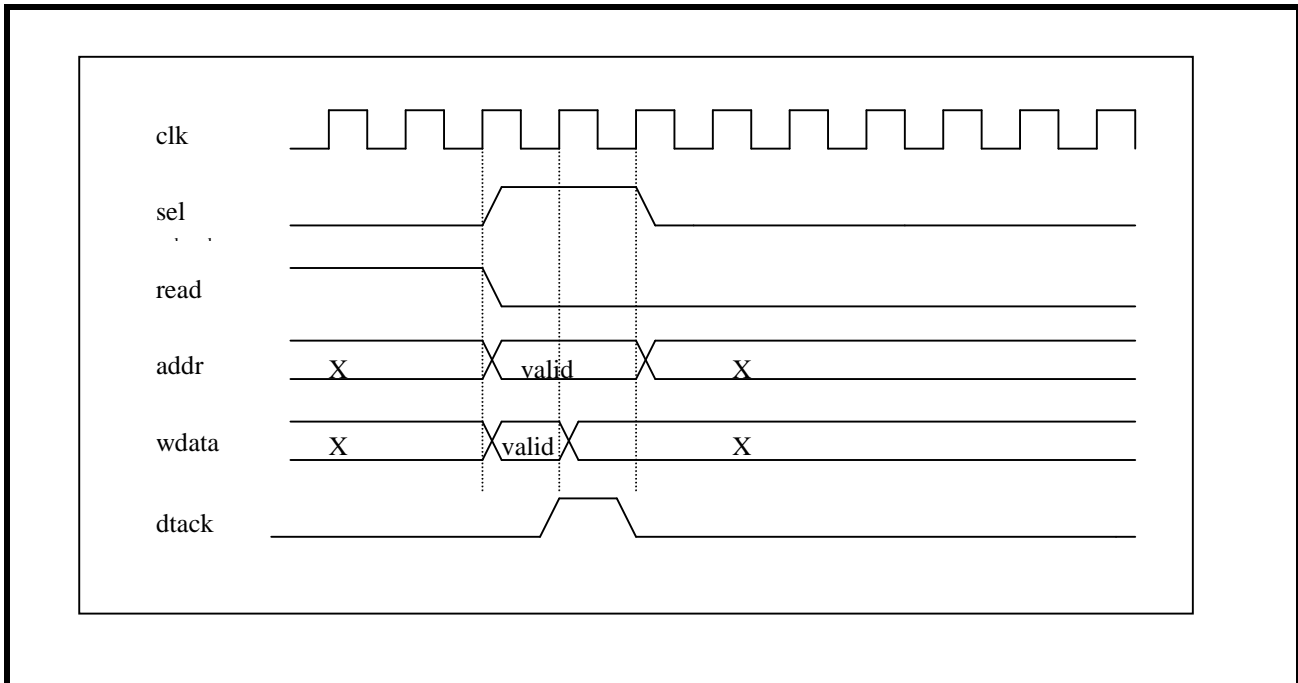 clk
sel
read
addr X valid X
wdata X valid X
dtack